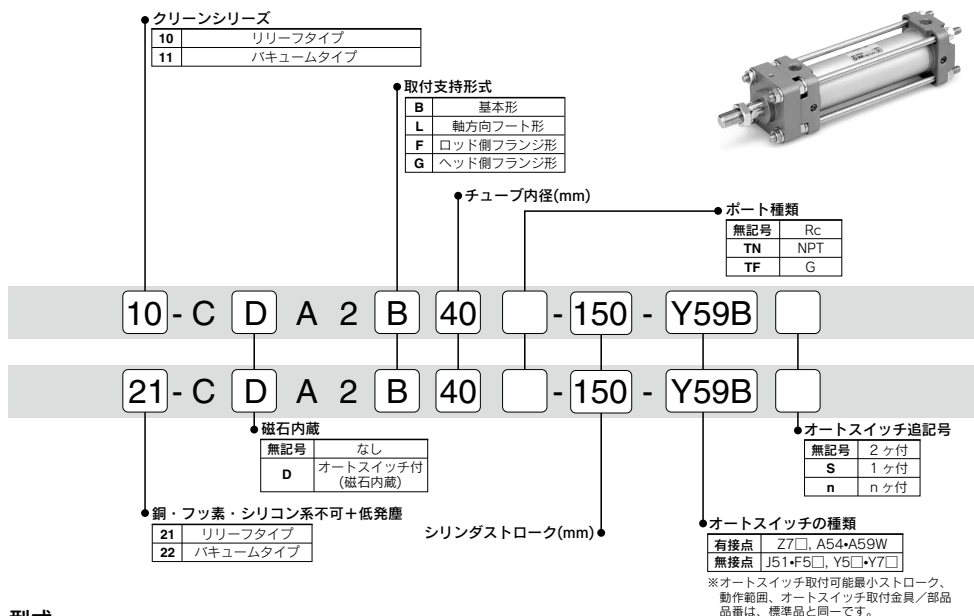 クリーンシリーズ
10 リリーフタイプ
11 バキュームタイプ
取付支持形式
B 基本形
L 軸方向フート形
F ロッド側フランジ形
G ヘッド側フランジ形
チューブ内径(mm)
ポート種類
無記号 Rc
TN NPT
TF G
10 - C D A 2 B 40 - 150 - Y59B
21 - C D A 2 B 40 - 150 - Y59B
磁石内蔵
無記号 なし
D オートスイッチ付
(磁石内蔵)
オートスイッチ追記号
無記号 2 ヶ付
S 1 ヶ付
n n ヶ付
銅・フッ素・シリコン系不可+低発塵
21 リリーフタイプ
22 バキュームタイプ
シリンダストローク(mm)
オートスイッチの種類
有接点 Z7□, A54•A59W
無接点 J51•F5□, Y5□•Y7□
※オートスイッチ取付可能最小ストローク、
動作範囲、オートスイッチ取付金具/部品
品番は、標準品と同一です。
型式